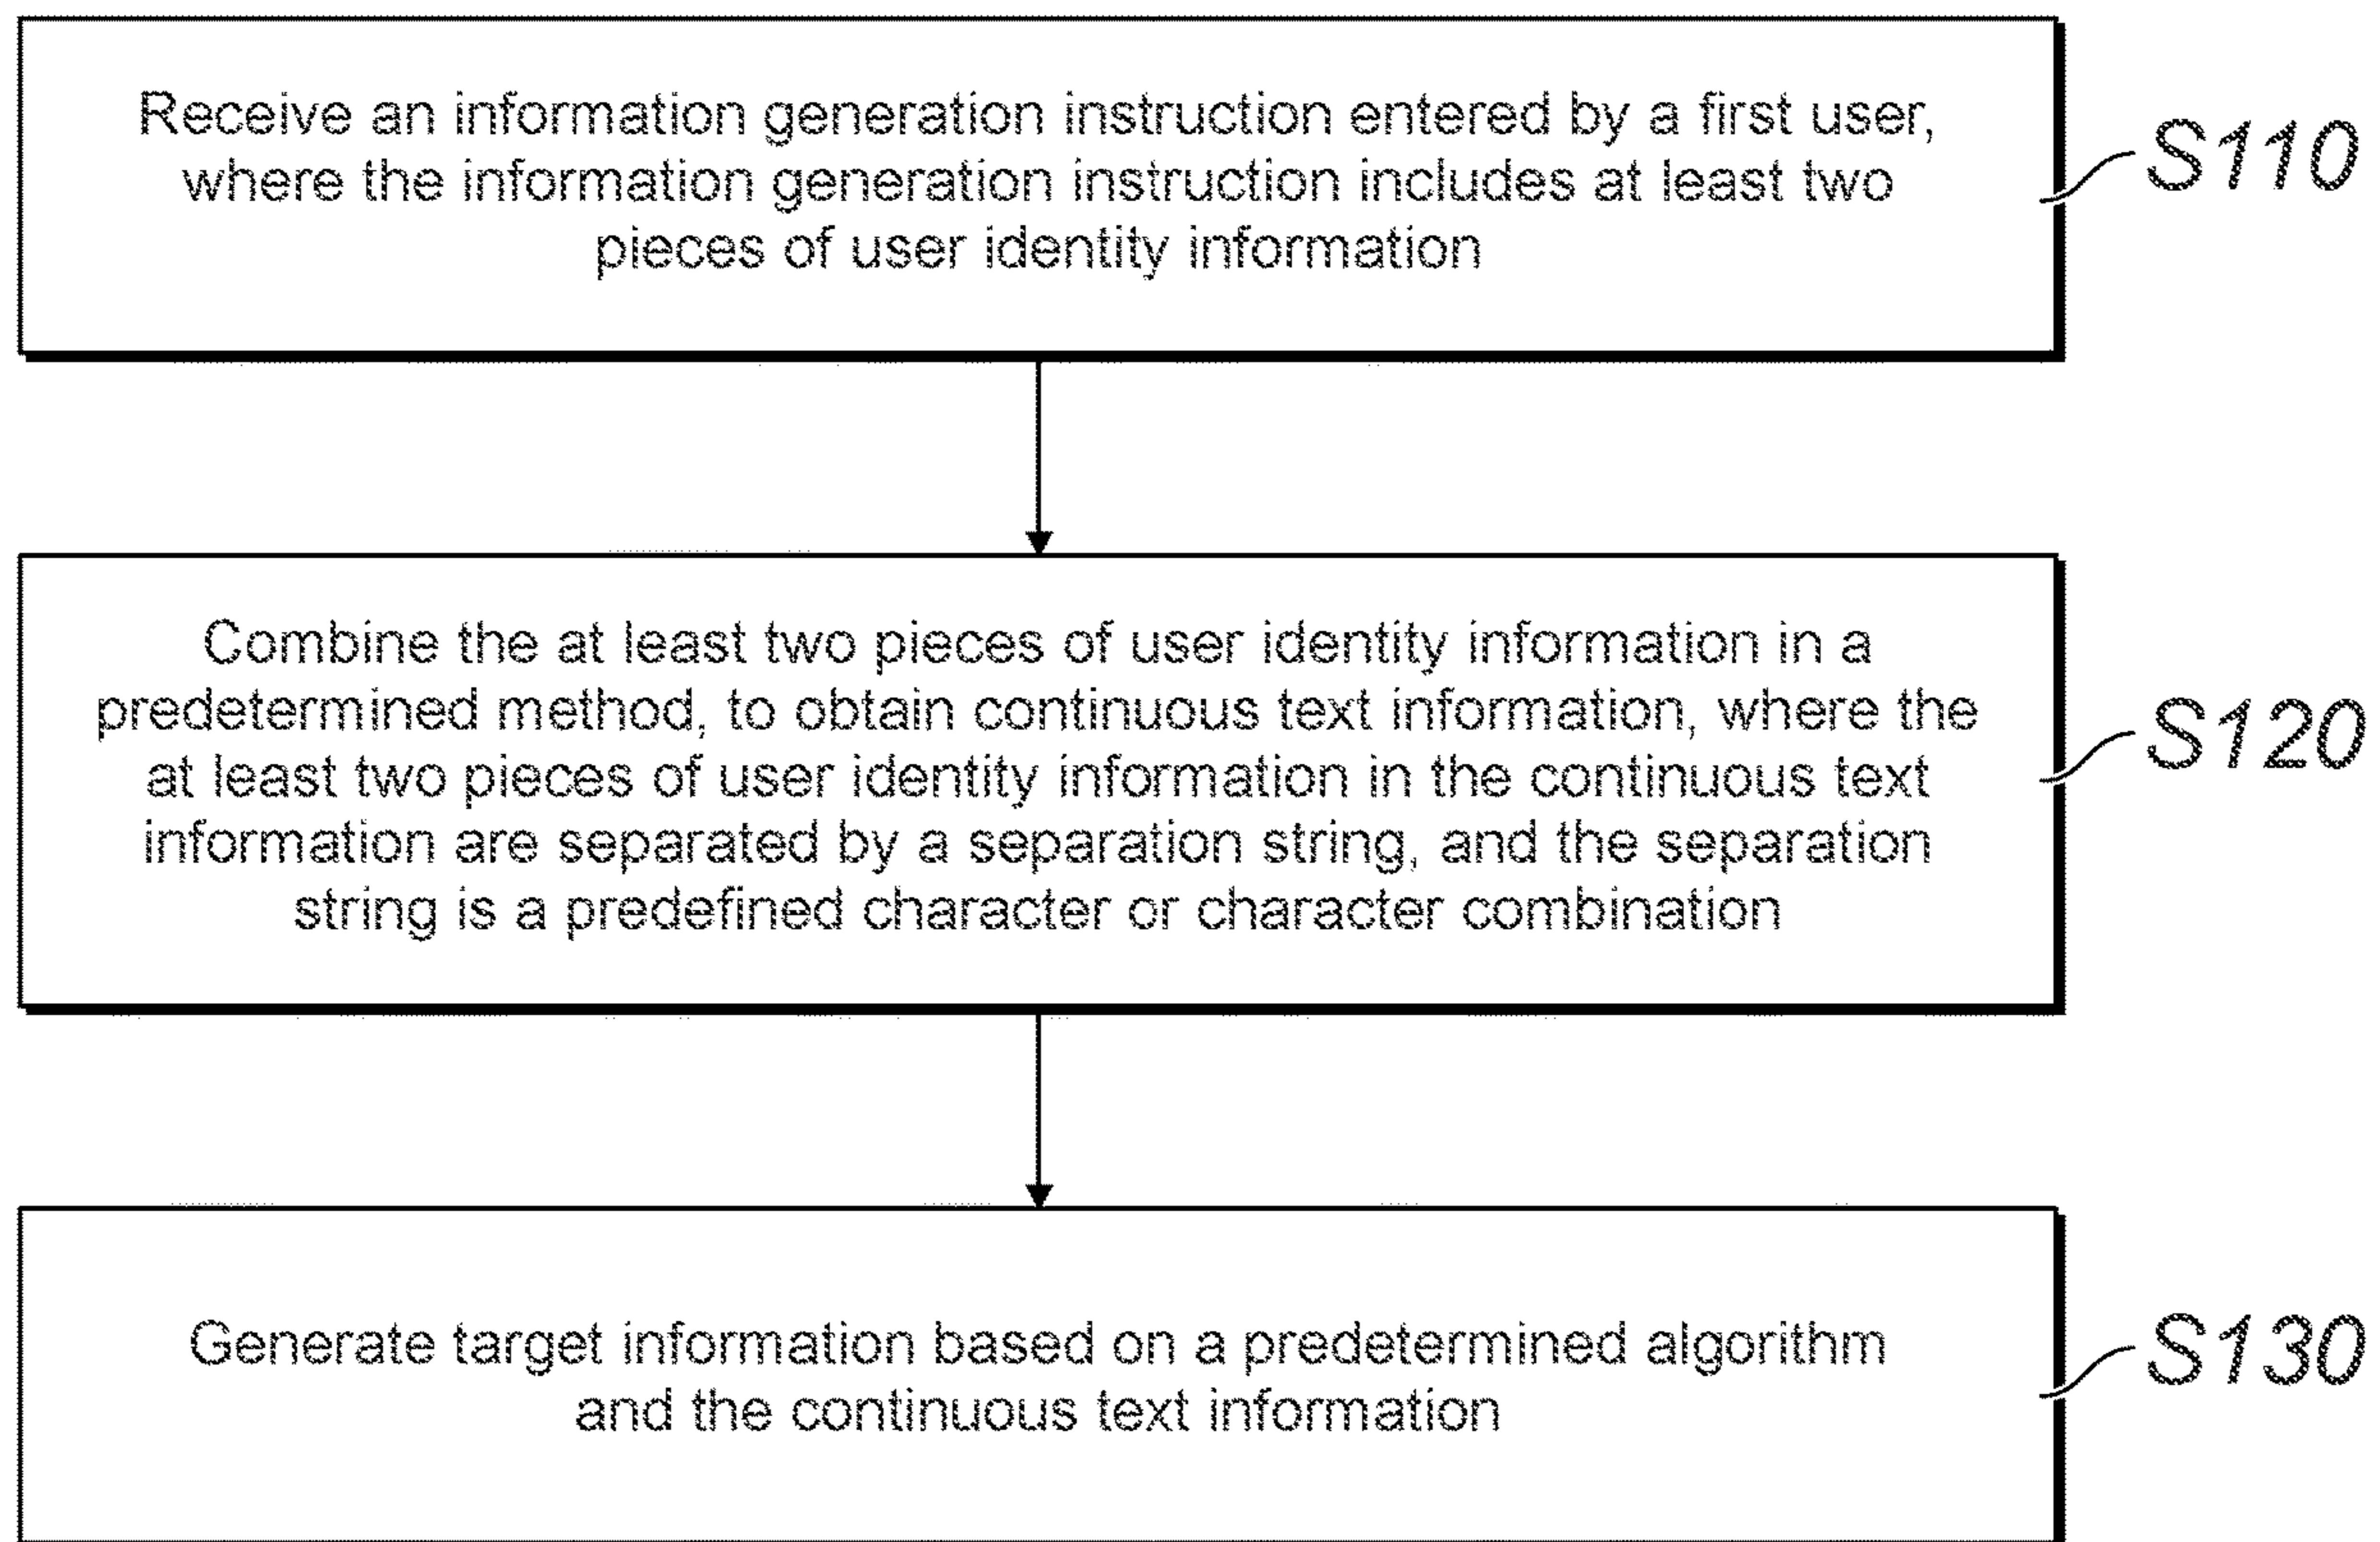 Receive an information generation instruction entered by a first user,
where the information generation instruction includes at least two
pieces of user identity information
S110
Combine the at least two pieces of user identity information in a
predetermined method, to obtain continuous text information, where the
at least two pieces of user identity information in the continuous text
information are separated by a separation string, and the separation
string is a predefined character or character combination
S120
Generate target information based on a predetermined algorithm
and the continuous text information
S130